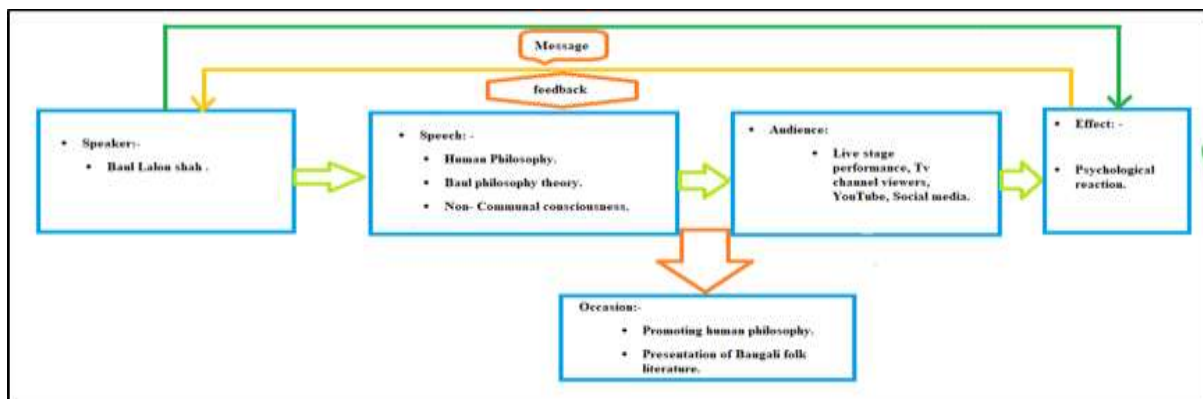 Message
feedback
Speaker:-
Baul Lalon shah .
Speech: -
Human Philosophy.
Baul philosophy theory.
Non- Communal consciousness.
Audience:
Live stage
performance, Tv
channel viewers,
YouTube, Social media.
Effect: -
Psychological
reaction.
Occasion:-
Promoting human philosophy.
Presentation of Bangali folk
literature.